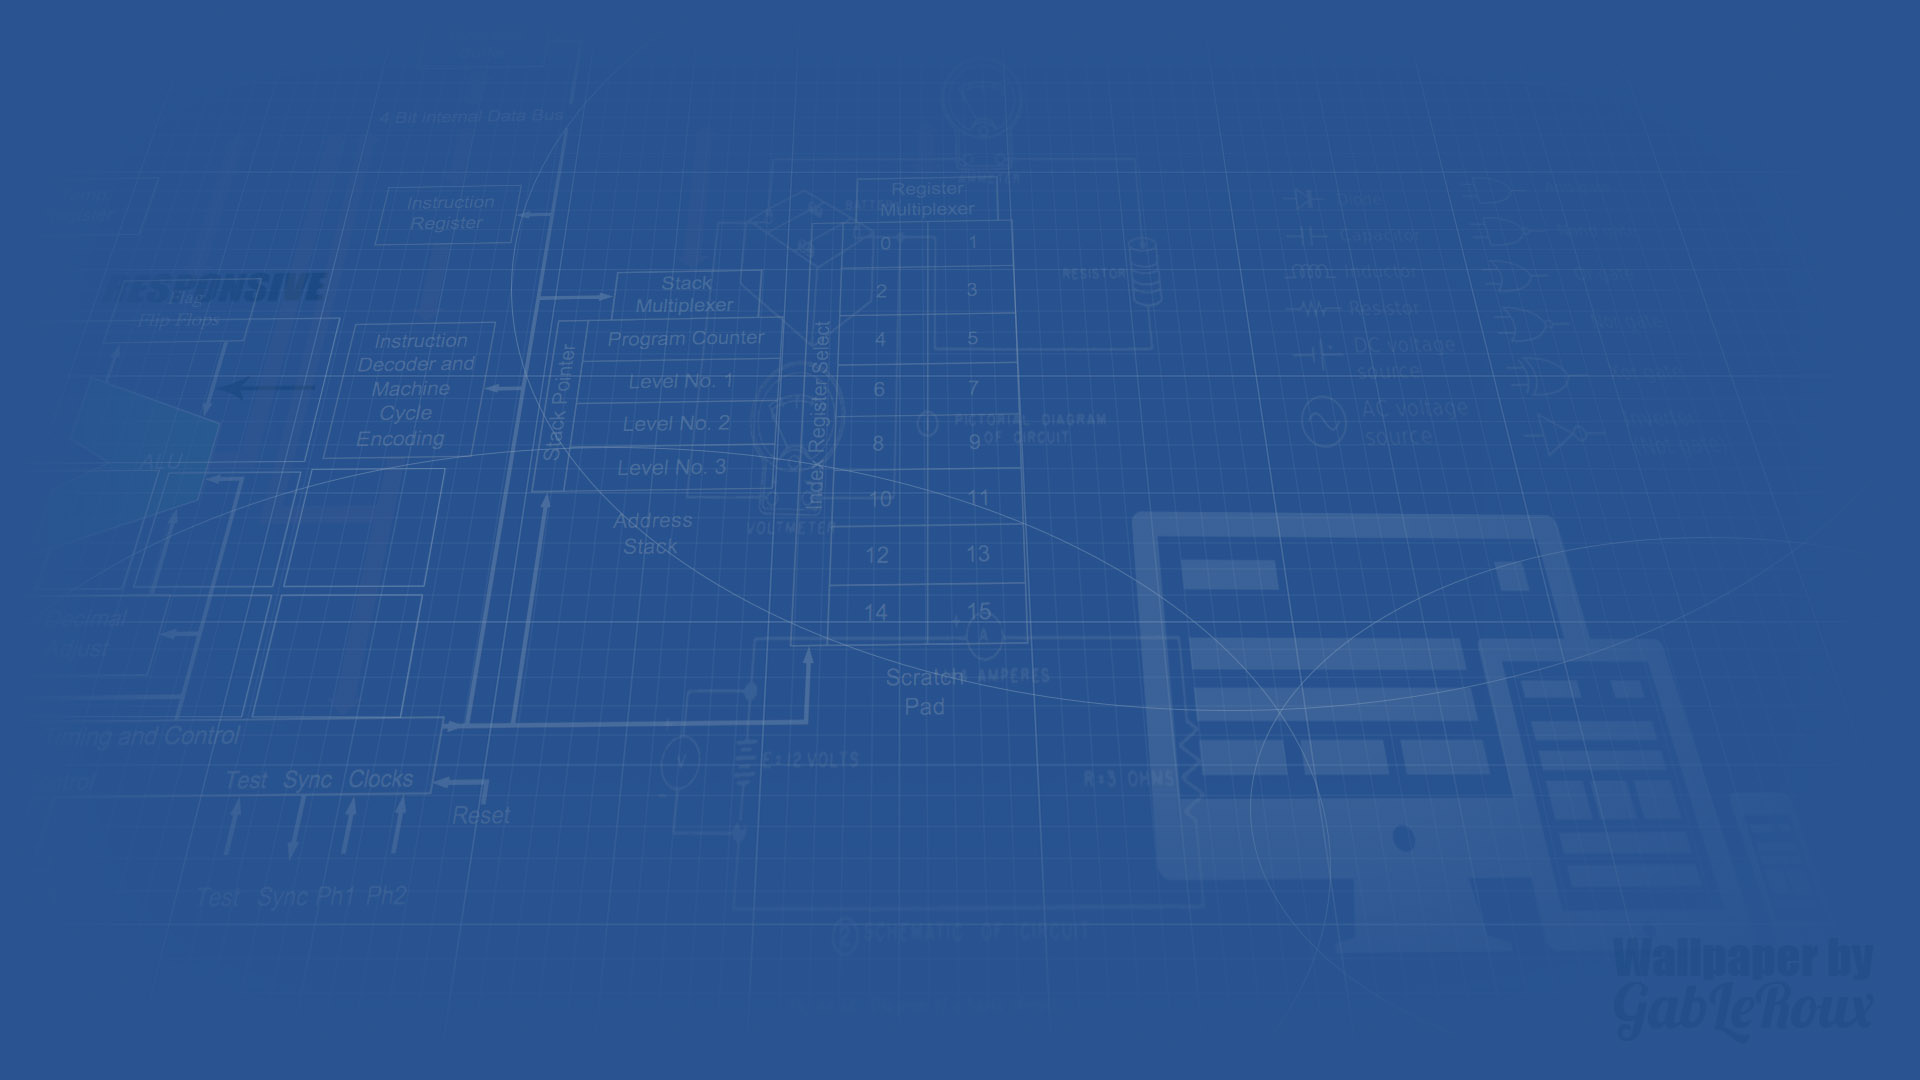 4 Bit internal Data Bus
Instruction
Register
Register
Multiplexer
RESPONSIVE
Flag
Flip Flops
Stack
Multiplexer
Instruction
Decoder and
Machine
Cycle
Encoding
Stack Pointer
Program Counter
Level No. 1
Level No. 2
Level No. 3
Address
Stack
Index Register Select
0 1
2 3
4 5
6 7
8 9
10 11
12 13
14 15
Scratch
Pad
ALU
Decimal
Adjust
Timing and Control
Test Sync Clocks
Reset
Test Sync Ph1 Ph2
RESISTOR
PICTORIAL DIAGRAM
OF CIRCUIT
VOLTMETER
A
AMPERES
V
E=12 VOLTS
R=3 OHMS
2 SCHEMATIC OF CIRCUIT
Diode
Capacitor
Inductor
Resistor
DC voltage
source
AC voltage
source
Wallpaper by
GabLeRoux